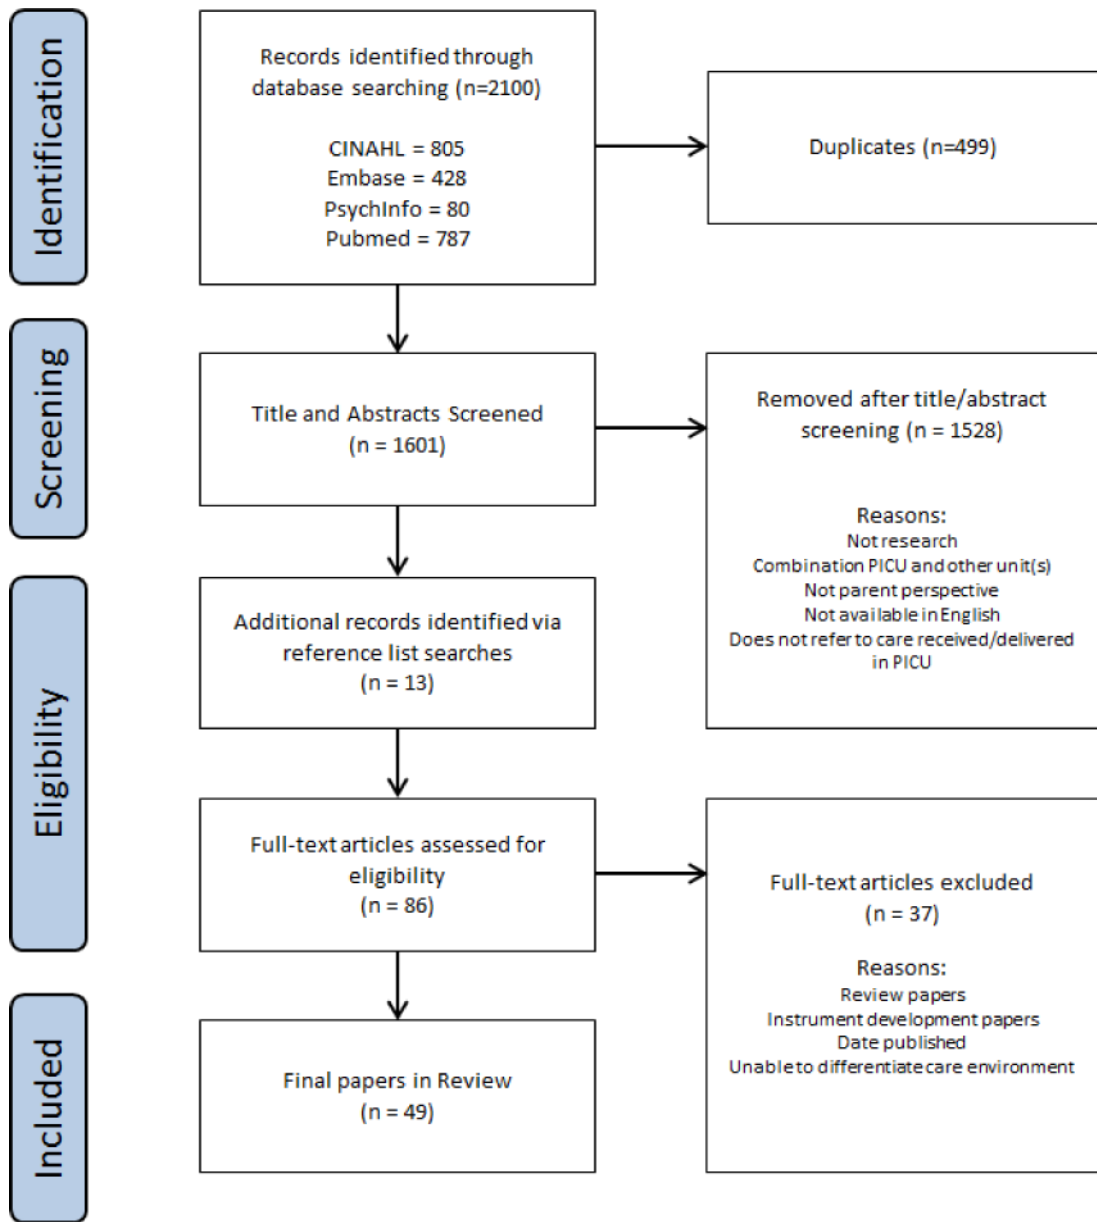 Identification
Records identified through
database searching (n=2100)
CINAHL = 805
Embase = 428
PsychInfo = 80
Pubmed = 787
Duplicates (n=499)
Screening
Title and Abstracts Screened
(n = 1601)
Removed after title/abstract
screening (n = 1528)
Reasons:
Not research
Combination PICU and other unit(s)
Not parent perspective
Not available in English
Does not refer to care received/delivered
in PICU
Eligibility
Additional records identified via
reference list searches
(n = 13)
Full-text articles assessed for
eligibility
(n = 86)
Full-text articles excluded
(n = 37)
Reasons:
Review papers
Instrument development papers
Date published
Unable to differentiate care environment
Included
Final papers in Review
(n = 49)